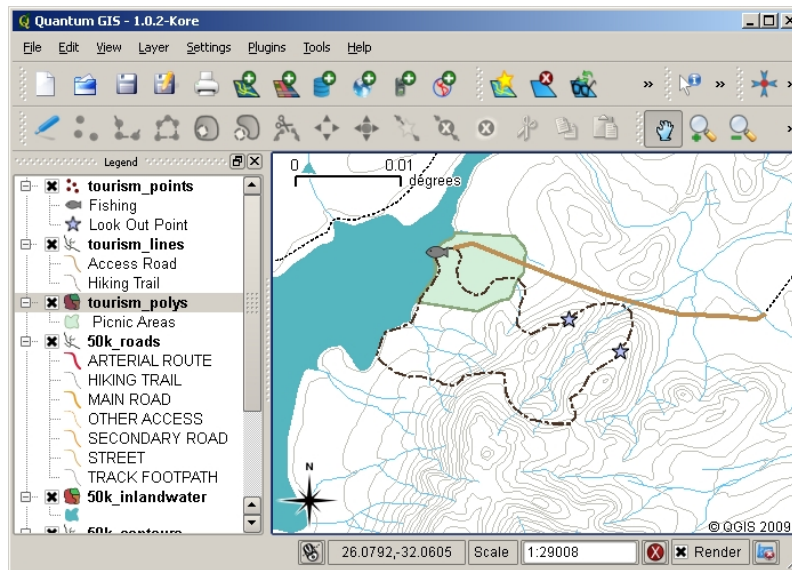 Quantum GIS - 1.0.2-Kore
File Edit View Layer Settings Plugins Tools Help
Legend
tourism_points
Fishing
Look Out Point
tourism_lines
Access Road
Hiking Trail
tourism_polys
Picnic Areas
50k_roads
ARTERIAL ROUTE
HIKING TRAIL
MAIN ROAD
OTHER ACCESS
SECONDARY ROAD
STREET
TRACK FOOTPATH
50k_inlandwater
50k_contours
0 0.01
dégrees
N
© QGIS 2009
26.0792,-32.0605 Scale 1:29008 Render